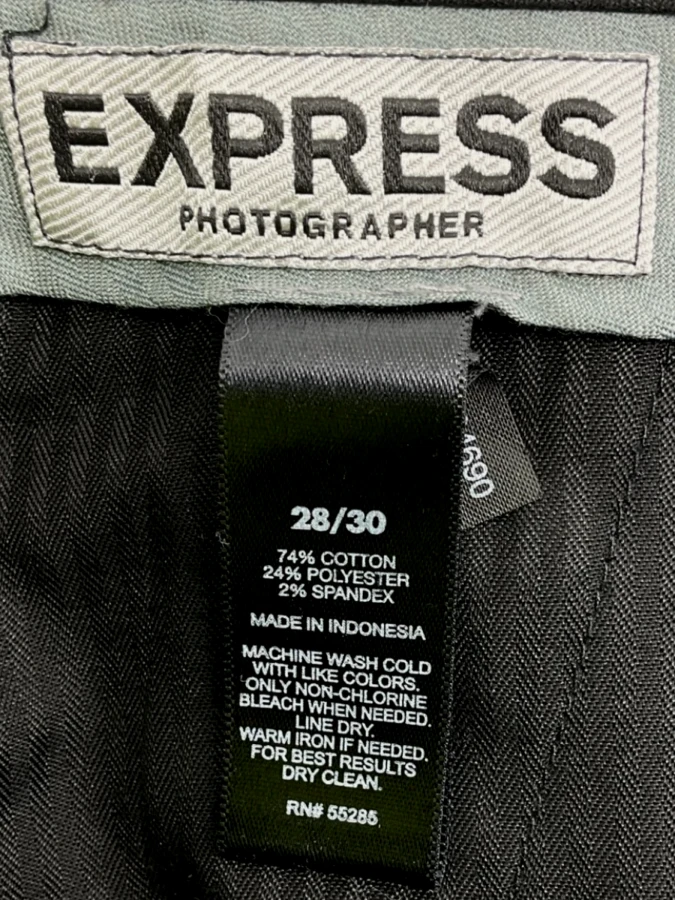 EXPRESS
PHOTOGRAPHER
28/30
74% COTTON
24% POLYESTER
2% SPANDEX
MADE IN INDONESIA
MACHINE WASH COLD
WITH LIKE COLORS.
ONLY NON-CHLORINE
BLEACH WHEN NEEDED.
LINE DRY.
WARM IRON IF NEEDED.
FOR BEST RESULTS
DRY CLEAN.
RN# 55285